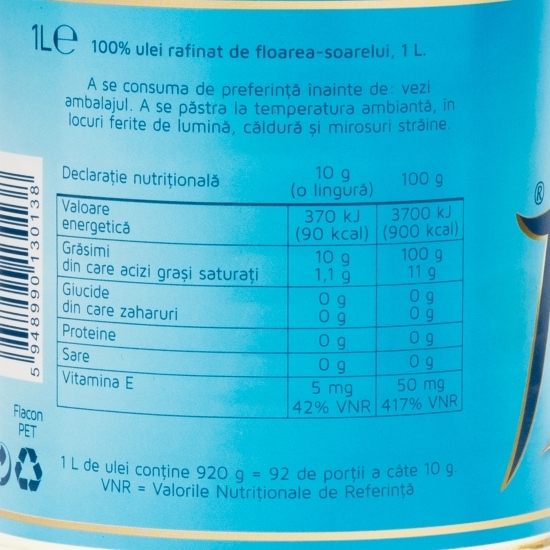 1L℮ 100% ulei rafinat de floarea-soarelui, 1 L.
A se consuma de preferință înainte de: vezi
ambalajul. A se păstra la temperatura ambiantă, în
locuri ferite de lumină, căldură și mirosuri străine.
Declarație nutrițională 10 g (o lingură) 100 g
Valoare energetică 370 kJ (90 kcal) 3700 kJ (900 kcal)
Grăsimi 10 g 100 g
din care acizi grași saturați 1,1 g 11 g
Glucide 0 g 0 g
din care zaharuri 0 g 0 g
Proteine 0 g 0 g
Sare 0 g 0 g
Vitamina E 5 mg 50 mg
42% VNR 417% VNR
1 L de ulei conține 920 g = 92 de porții a câte 10 g.
VNR = Valorile Nutriționale de Referință
5948990130138
Flacon
PET
®